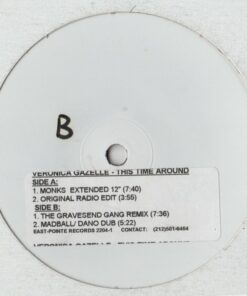 B
VERONICA GAZELLE - THIS TIME AROUND
SIDE A:
1. MONKS EXTENDED 12" (7:40)
2. ORIGINAL RADIO EDIT (3:55)
SIDE B:
1. THE GRAVESEND GANG REMIX (7:36)
2. MADBALL/ DANO DUB (5:22)
EAST-POINTE RECORDS 2204-1 CONTACT: (212)501-8464
VERONICA GAZELLE - THIS TIME AROUND